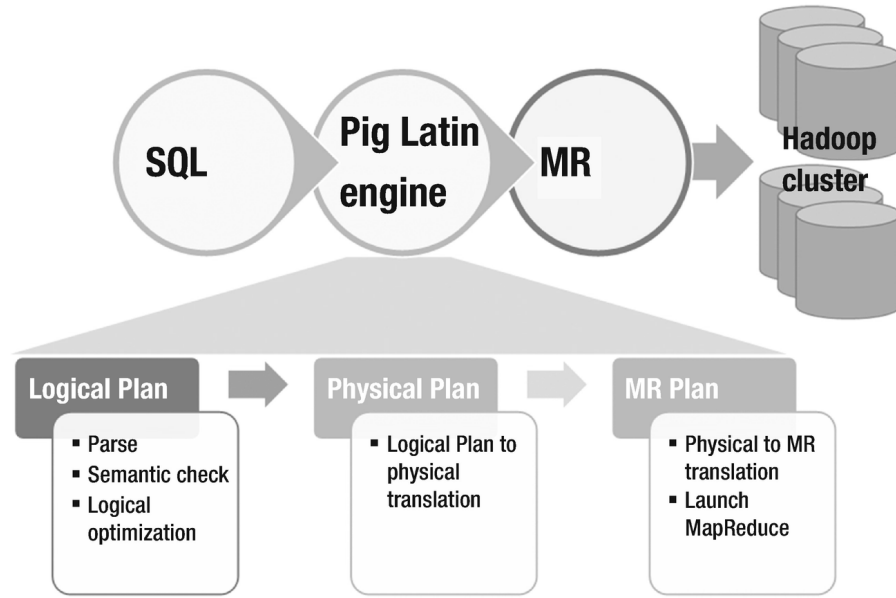 SQL
Pig Latin
engine
MR
Hadoop
cluster
Logical Plan
▪ Parse
▪ Semantic check
▪ Logical
optimization
Physical Plan
▪ Logical Plan to
physical
translation
MR Plan
▪ Physical to MR
translation
▪ Launch
MapReduce